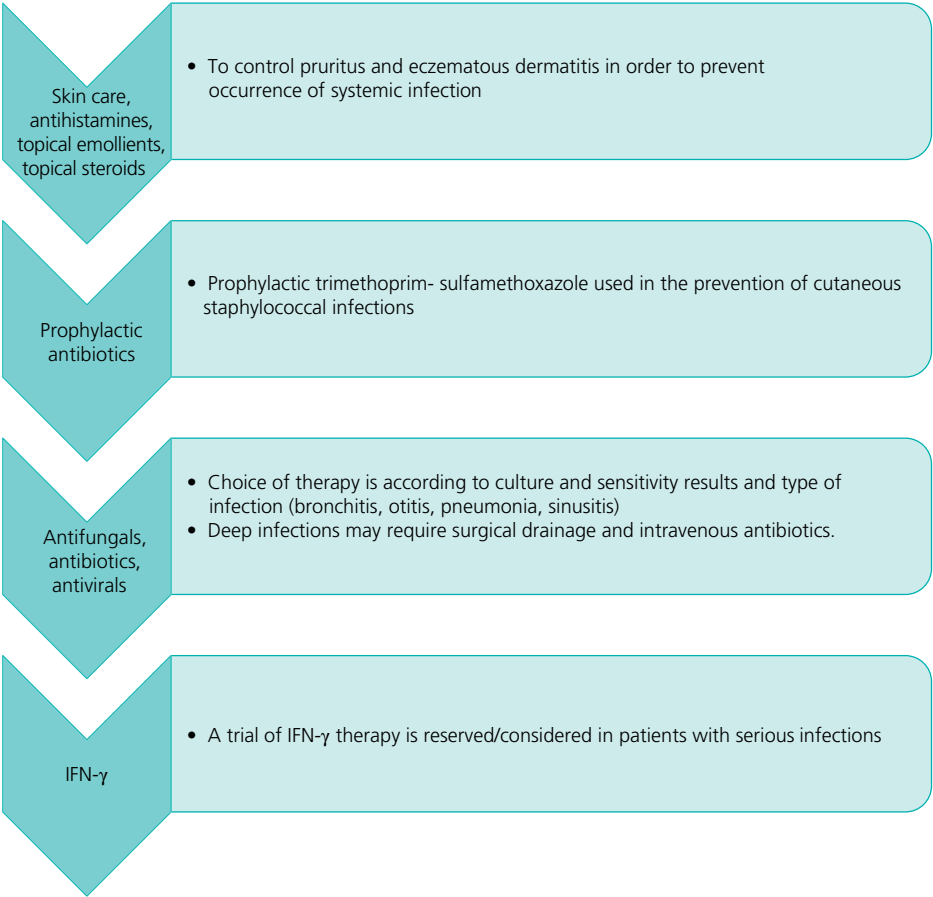 Skin care,
antihistamines,
topical emollients,
topical steroids
• To control pruritus and eczematous dermatitis in order to prevent
occurrence of systemic infection
Prophylactic
antibiotics
• Prophylactic trimethoprim- sulfamethoxazole used in the prevention of cutaneous
staphylococcal infections
Antifungals,
antibiotics,
antivirals
• Choice of therapy is according to culture and sensitivity results and type of
infection (bronchitis, otitis, pneumonia, sinusitis)
• Deep infections may require surgical drainage and intravenous antibiotics.
IFN-γ
• A trial of IFN-γ therapy is reserved/considered in patients with serious infections